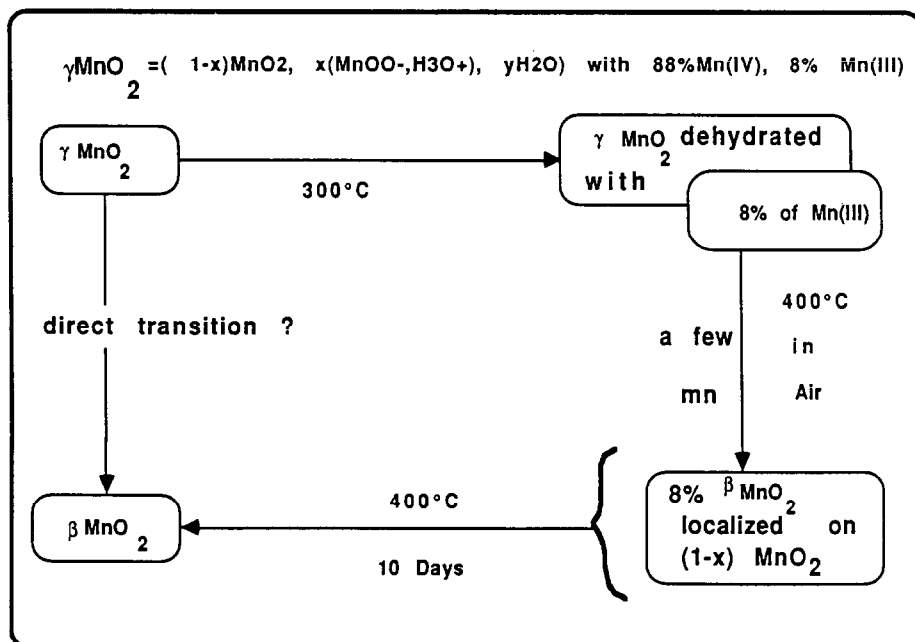 γMnO2 =( 1-x)MnO2, x(MnOO-,H3O+), yH2O) with 88%Mn(IV), 8% Mn(III)
γ MnO2
300°C
γ MnO2 dehydrated
with
8% of Mn(III)
direct transition ?
a few
mn
400°C
in
Air
β MnO2
400°C
10 Days
8% β MnO2
localized on
(1-x) MnO2